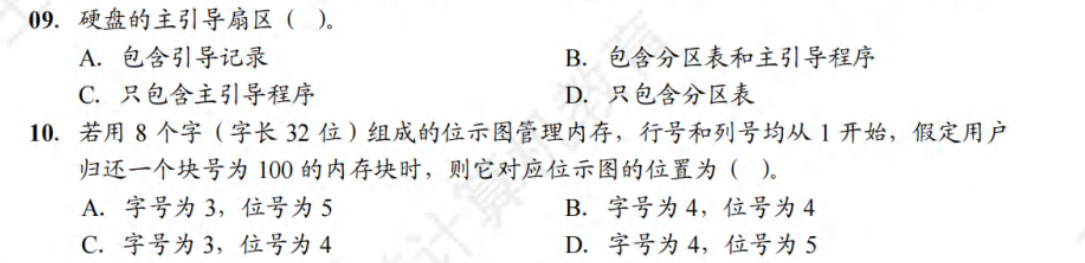 09. 硬盘的主引导扇区（ ）。
A. 包含引导记录 B. 包含分区表和主引导程序
C. 只包含主引导程序 D. 只包含分区表
10. 若用 8 个字（字长 32 位）组成的位示图管理内存，行号和列号均从 1 开始，假定用户
归还一个块号为 100 的内存块时，则它对应位示图的位置为（ ）。
A. 字号为 3，位号为 5 B. 字号为 4，位号为 4
C. 字号为 3，位号为 4 D. 字号为 4，位号为 5